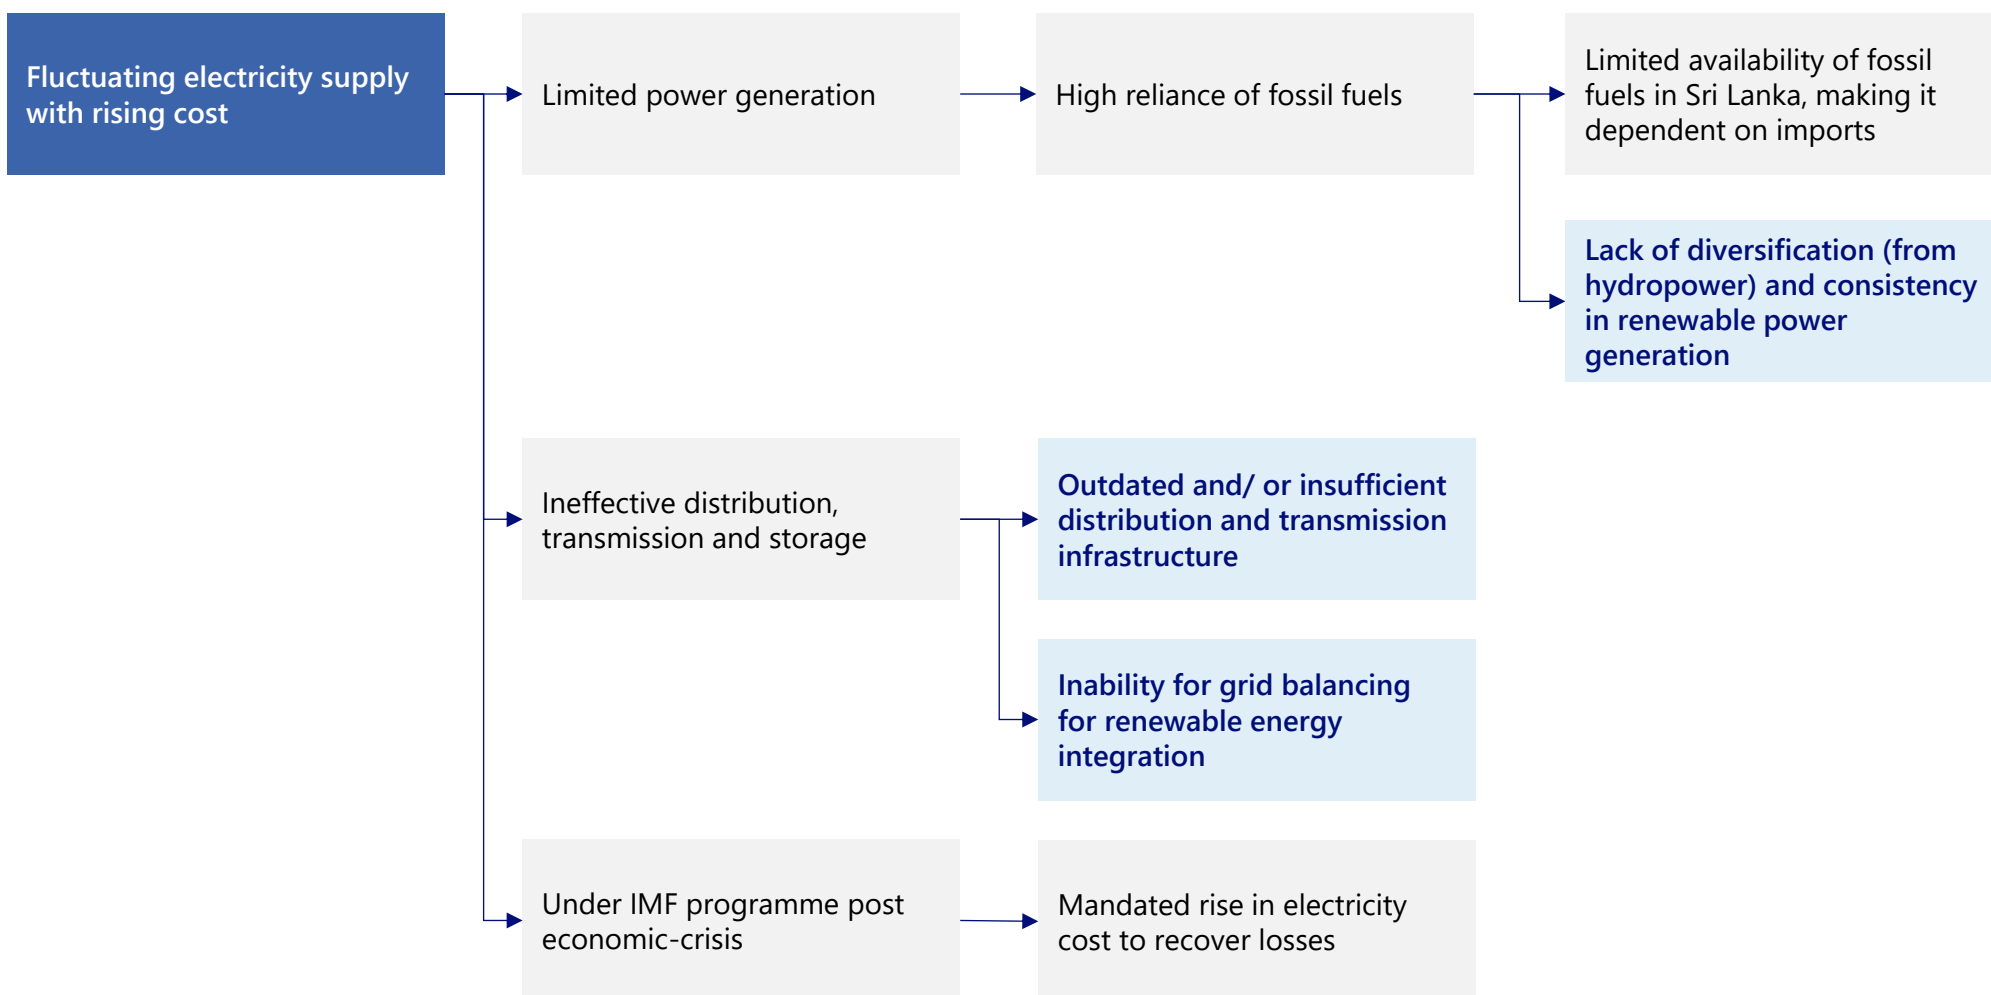 Fluctuating electricity supply
with rising cost
Limited power generation
High reliance of fossil fuels
Limited availability of fossil
fuels in Sri Lanka, making it
dependent on imports
Lack of diversification (from
hydropower) and consistency
in renewable power
generation
Ineffective distribution,
transmission and storage
Outdated and/ or insufficient
distribution and transmission
infrastructure
Inability for grid balancing
for renewable energy
integration
Under IMF programme post
economic-crisis
Mandated rise in electricity
cost to recover losses